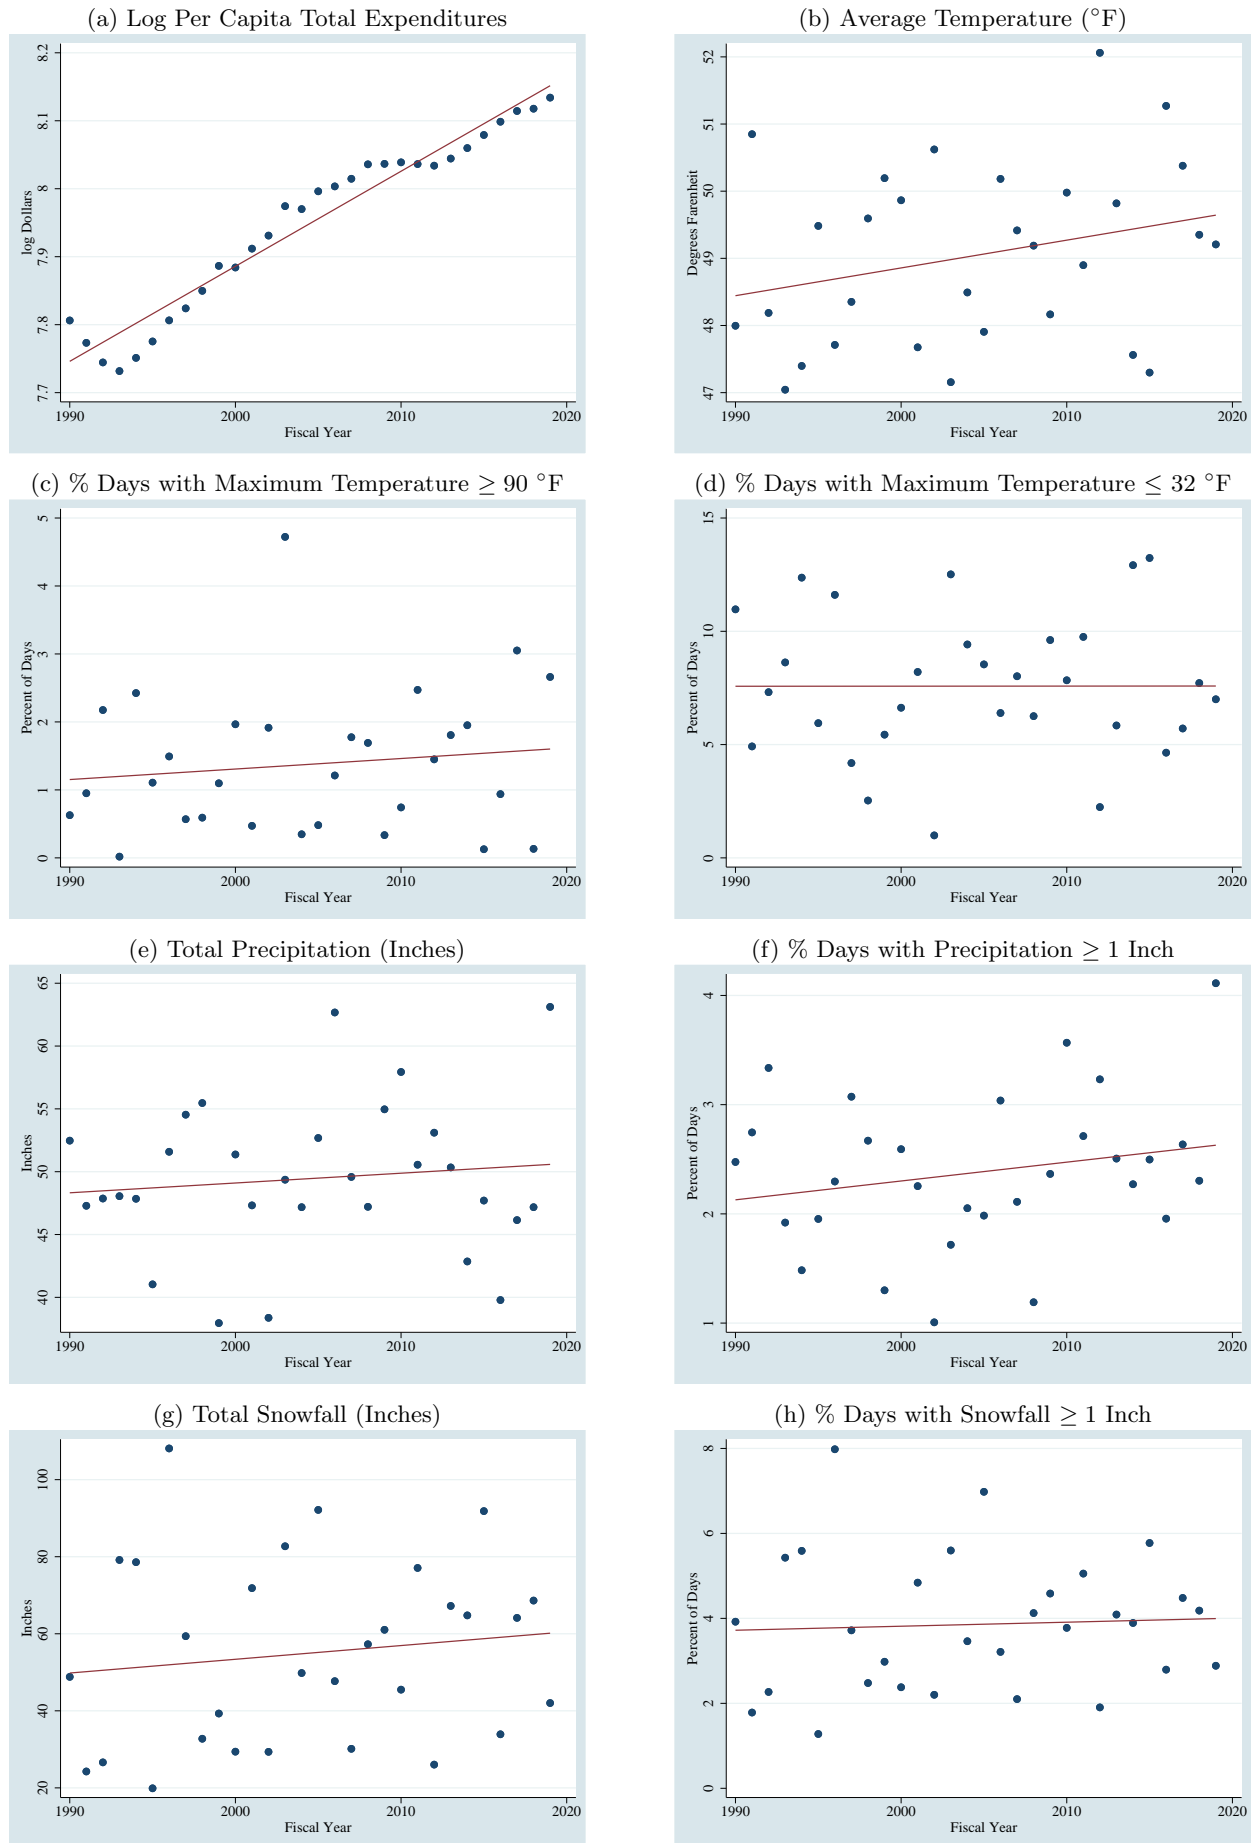 (a) Log Per Capita Total Expenditures
8.2
8.1
8
7.9
7.8
7.7
log Dollars
1990 2000 2010 2020
Fiscal Year
(b) Average Temperature (°F)
52
51
50
49
48
47
Degrees Farenheit
1990 2000 2010 2020
Fiscal Year
(c) % Days with Maximum Temperature ≥ 90 °F
5
4
3
2
1
0
Percent of Days
1990 2000 2010 2020
Fiscal Year
(d) % Days with Maximum Temperature ≤ 32 °F
15
10
5
0
Percent of Days
1990 2000 2010 2020
Fiscal Year
(e) Total Precipitation (Inches)
65
60
55
50
45
40
Inches
1990 2000 2010 2020
Fiscal Year
(f) % Days with Precipitation ≥ 1 Inch
4
3
2
1
Percent of Days
1990 2000 2010 2020
Fiscal Year
(g) Total Snowfall (Inches)
100
80
60
40
20
Inches
1990 2000 2010 2020
Fiscal Year
(h) % Days with Snowfall ≥ 1 Inch
8
6
4
2
0
Percent of Days
1990 2000 2010 2020
Fiscal Year